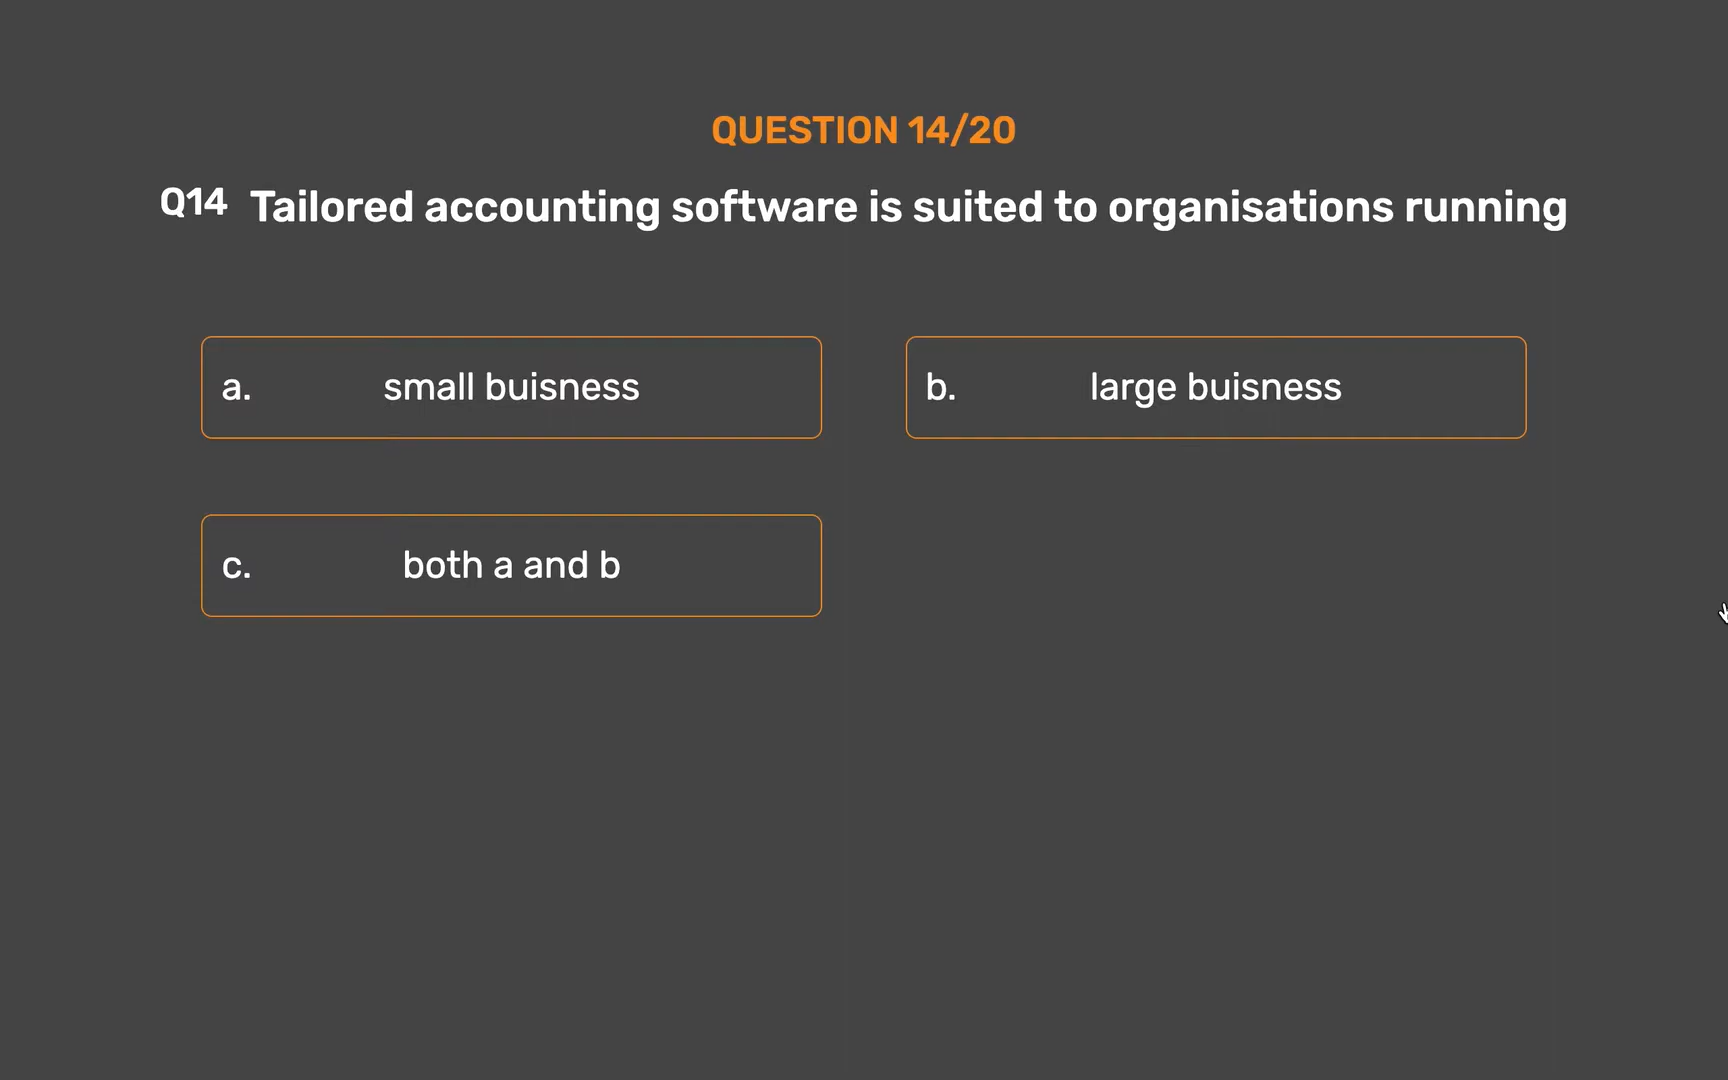 QUESTION 14/20
Q14 Tailored accounting software is suited to organisations running
a. small buisness
b. large buisness
c. both a and b